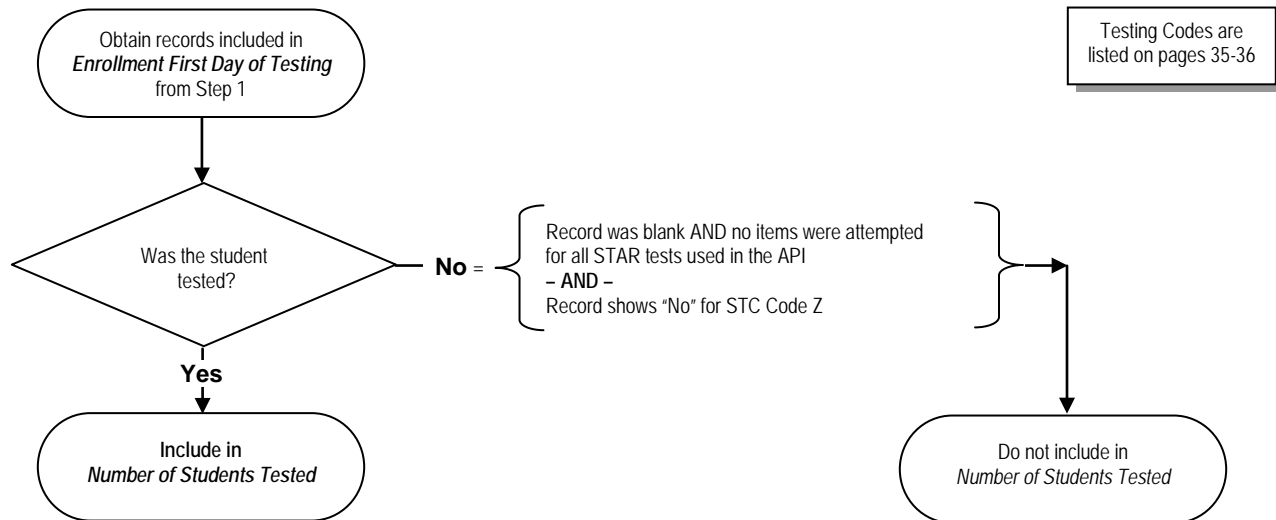 Obtain records included in
Enrollment First Day of Testing
from Step 1
Testing Codes are
listed on pages 35-36
Was the student
tested?
No =
Record was blank AND no items were attempted
for all STAR tests used in the API
– AND –
Record shows "No" for STC Code Z
Yes
Include in
Number of Students Tested
Do not include in
Number of Students Tested